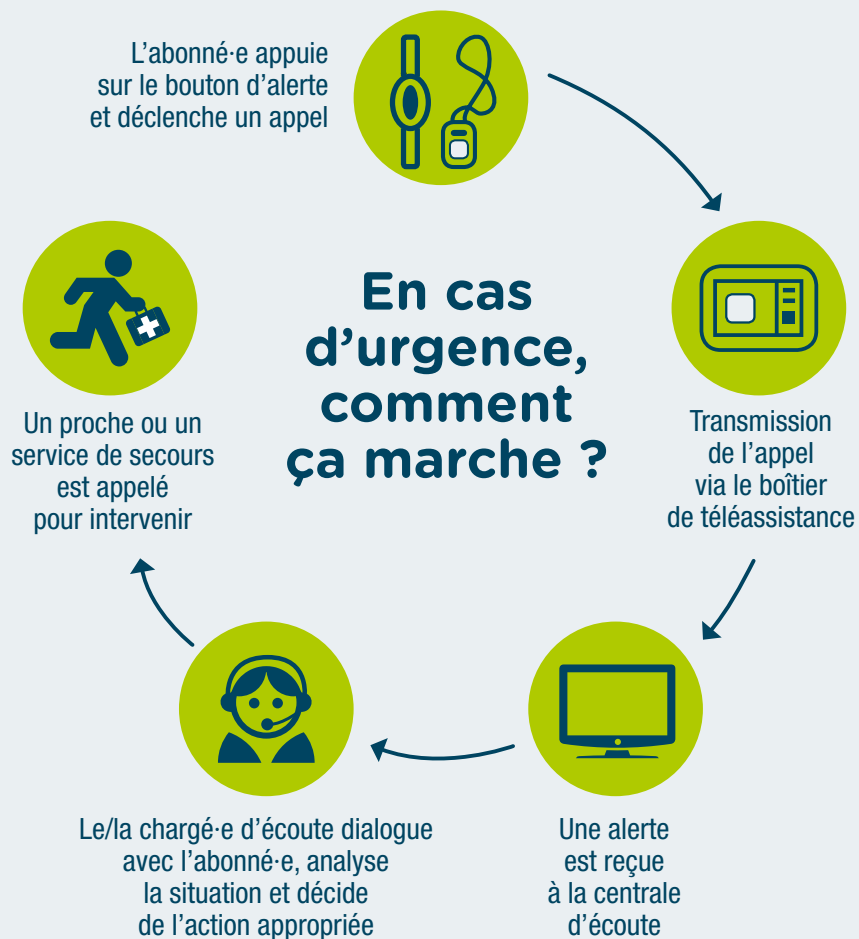 L’abonné·e appuie
sur le bouton d’alerte
et déclenche un appel
En cas
d’urgence,
comment
ça marche ?
Transmission
de l’appel
via le boîtier
de téléassistance
Une alerte
est reçue
à la centrale
d’écoute
Le/la chargé·e d’écoute dialogue
avec l’abonné·e, analyse
la situation et décide
de l’action appropriée
Un proche ou un
service de secours
est appelé
pour intervenir